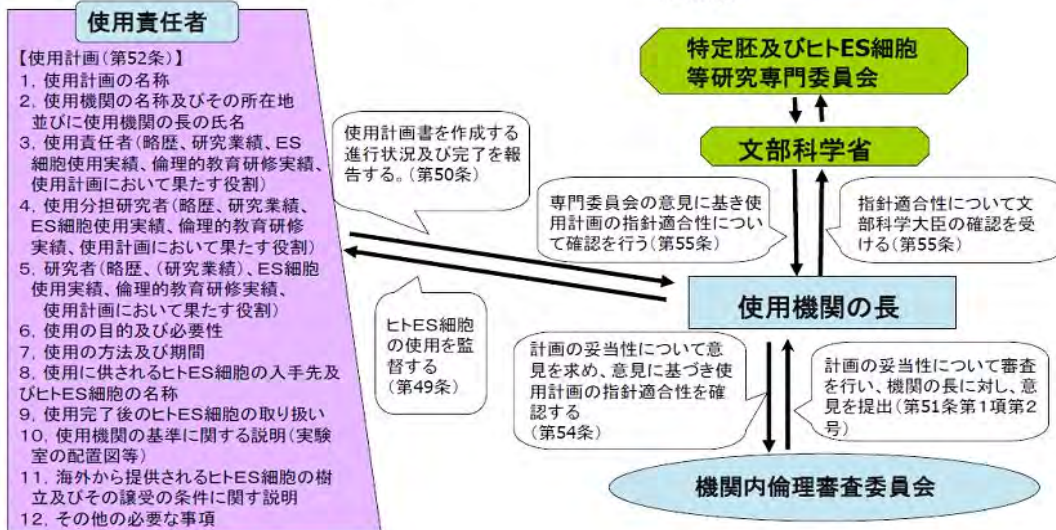 使用責任者
【使用計画(第52条)】
1. 使用計画の名称
2. 使用機関の名称及びその所在地
並びに使用機関の長の氏名
3. 使用責任者(略歴、研究業績、ES
細胞使用実績、倫理的教育研修実績、
使用計画において果たす役割)
4. 使用分担研究者(略歴、研究業績、
ES細胞使用実績、倫理的教育研修
実績、使用計画において果たす役割)
5. 研究者(略歴、(研究業績)、ES細胞
使用実績、倫理的教育研修実績、
使用計画において果たす役割)
6. 使用の目的及び必要性
7. 使用の方法及び期間
8. 使用に供されるヒトES細胞の入手先及
びヒトES細胞の名称
9. 使用完了後のヒトES細胞の取り扱い
10. 使用機関の基準に関する説明(実験
室の配置図等)
11. 海外から提供されるヒトES細胞の樹
立及びその譲受の条件に関す説明
12. その他の必要な事項
使用計画書を作成する
進行状況及び完了を報
告する。(第50条)
ヒトES細胞
の使用を監
督する
(第49条)
特定胚及びヒトES細胞
等研究専門委員会
文部科学省
専門委員会の意見に基き使
用計画の指針適合性につい
て確認を行う(第55条)
指針適合性について文
部科学大臣の確認を受
ける(第55条)
使用機関の長
計画の妥当性について意
見を求め、意見に基づき使
用計画の指針適合性を確
認する
(第54条)
計画の妥当性について審査
を行い、機関の長に対し、意
見を提出(第51条第1項第2
号)
機関内倫理審査委員会